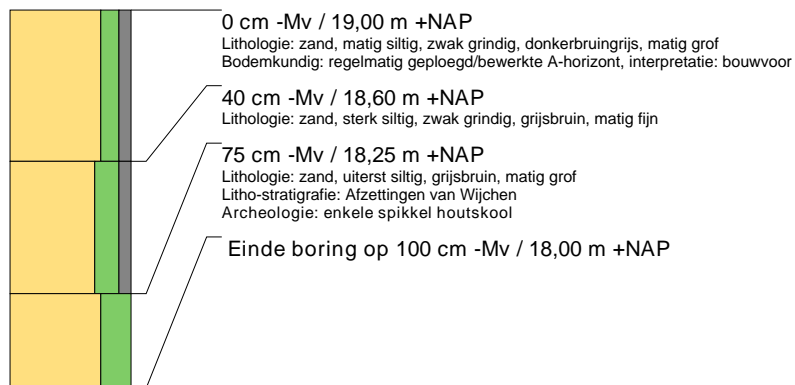 0 cm -Mv / 19,00 m +NAP
Lithologie: zand, matig siltig, zwak grindig, donkerbruingrijs, matig grof
Bodemkundig: regelmatig geploegd/bewerkte A-horizont, interpretatie: bouwvoor
40 cm -Mv / 18,60 m +NAP
Lithologie: zand, sterk siltig, zwak grindig, grijsbruin, matig fijn
75 cm -Mv / 18,25 m +NAP
Lithologie: zand, uiterst siltig, grijsbruin, matig grof
Litho-stratigrafie: Afzettingen van Wijchen
Archeologie: enkele spikkel houtskool
Einde boring op 100 cm -Mv / 18,00 m +NAP